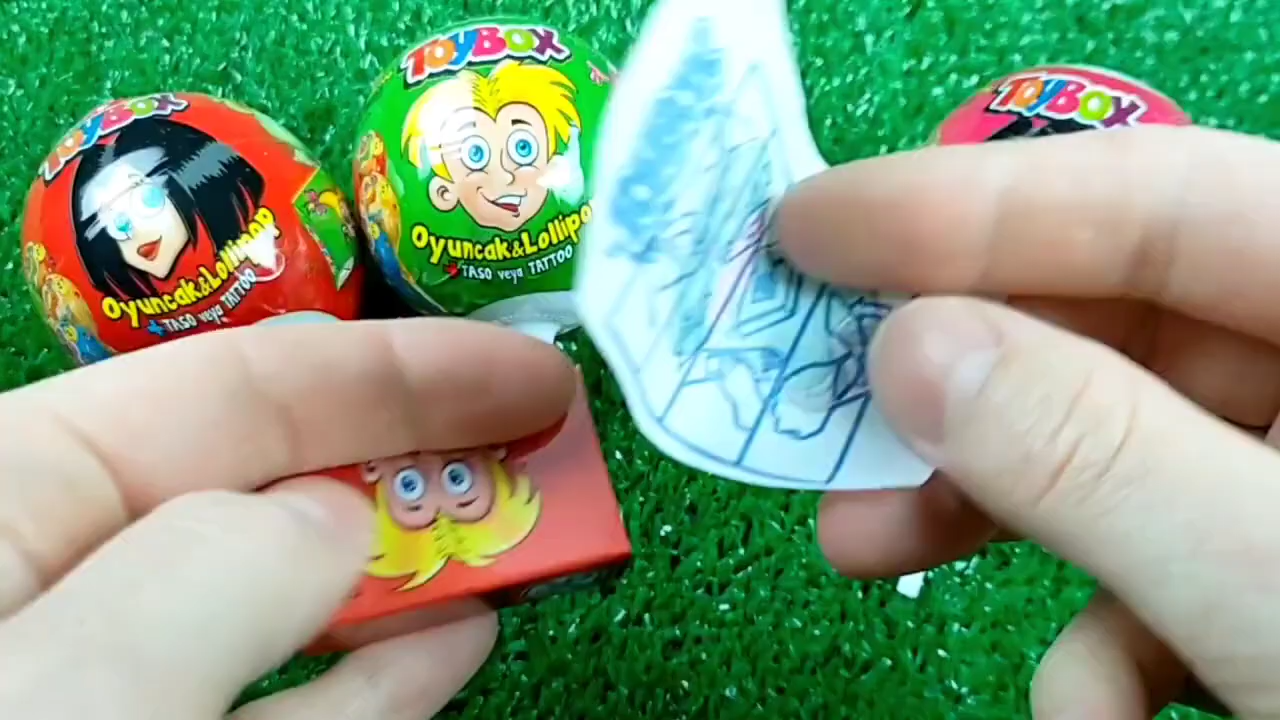 TOYBOX
Oyuncak&Lollipop
+ TASO veya TATTOO
TOYBOX
Oyuncak&Lollipo
+ TASO veya TATTOO
TOYBOX